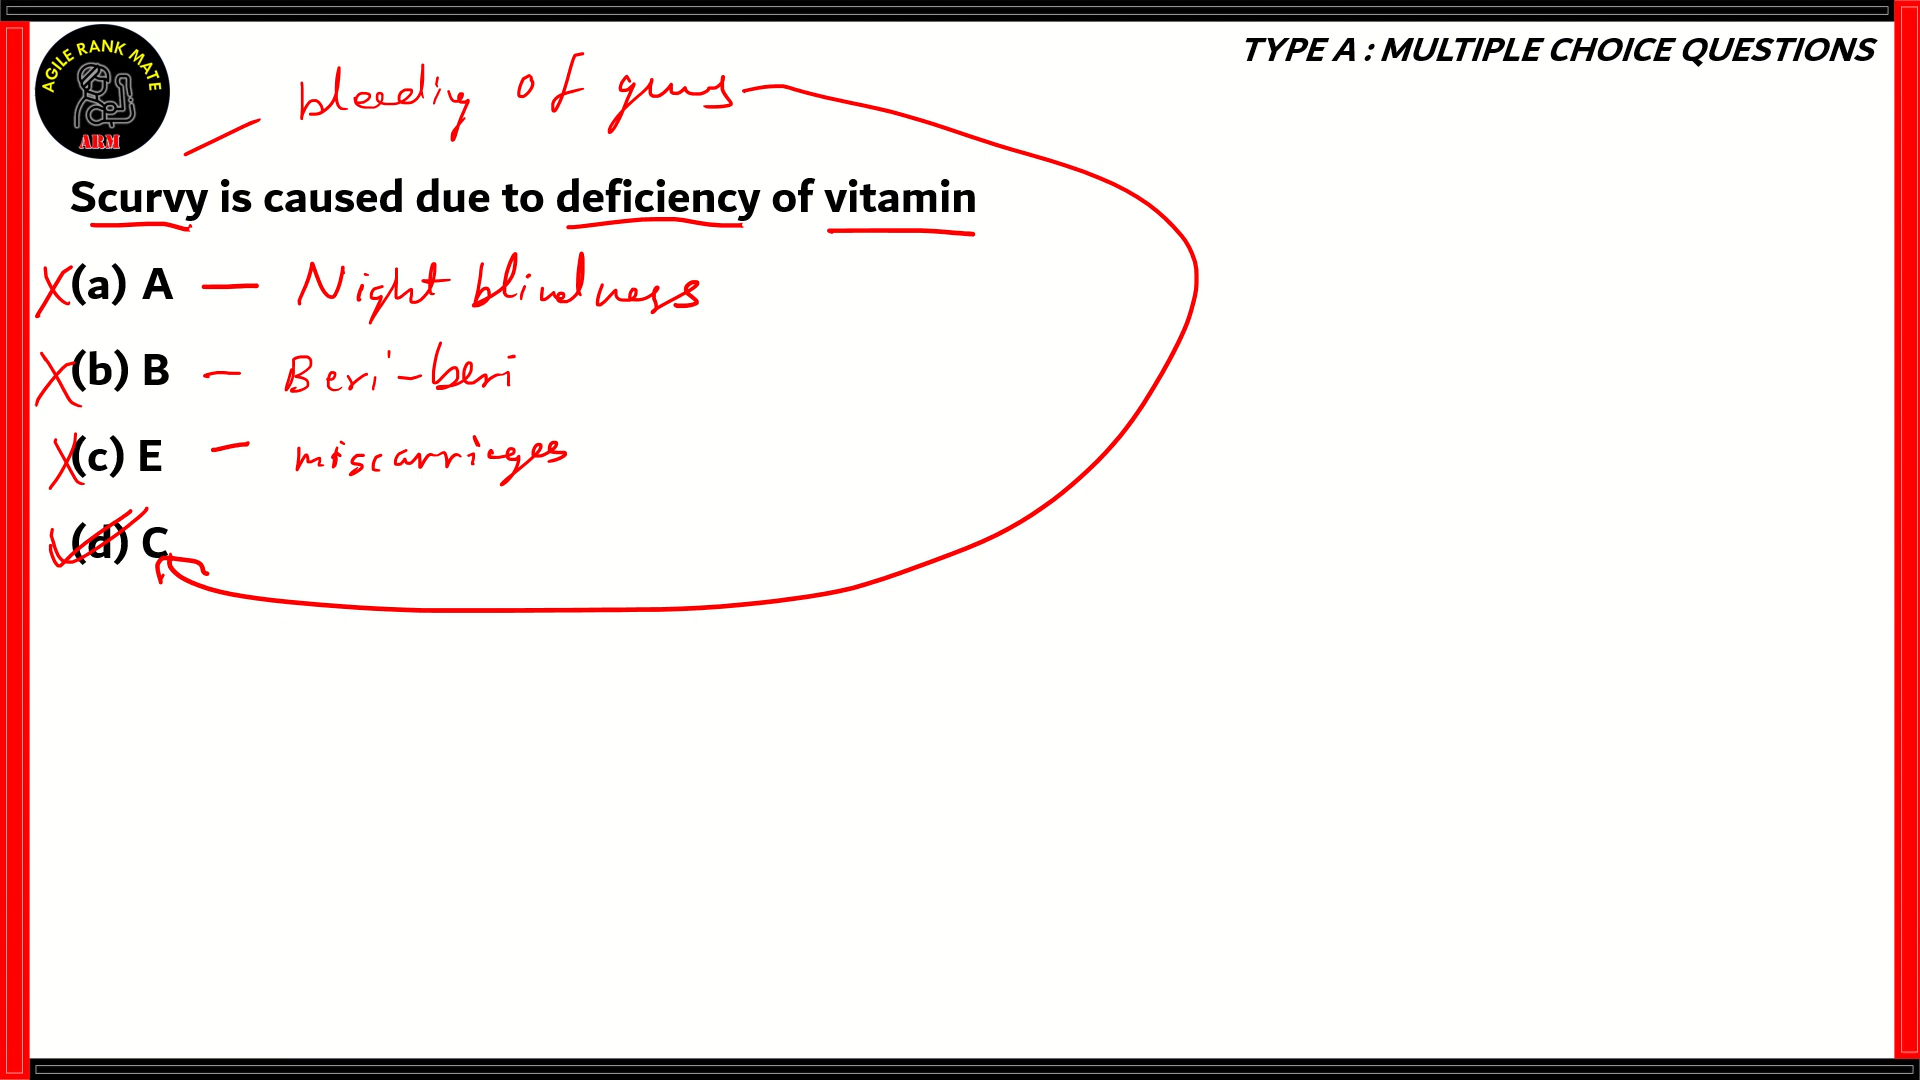 TYPE A : MULTIPLE CHOICE QUESTIONS
AGILE RANK MATE
ARM
bleeding of gums
Scurvy is caused due to deficiency of vitamin
(a) A — Night blindness
(b) B — Beri-beri
(c) E — miscarriages
(d) C